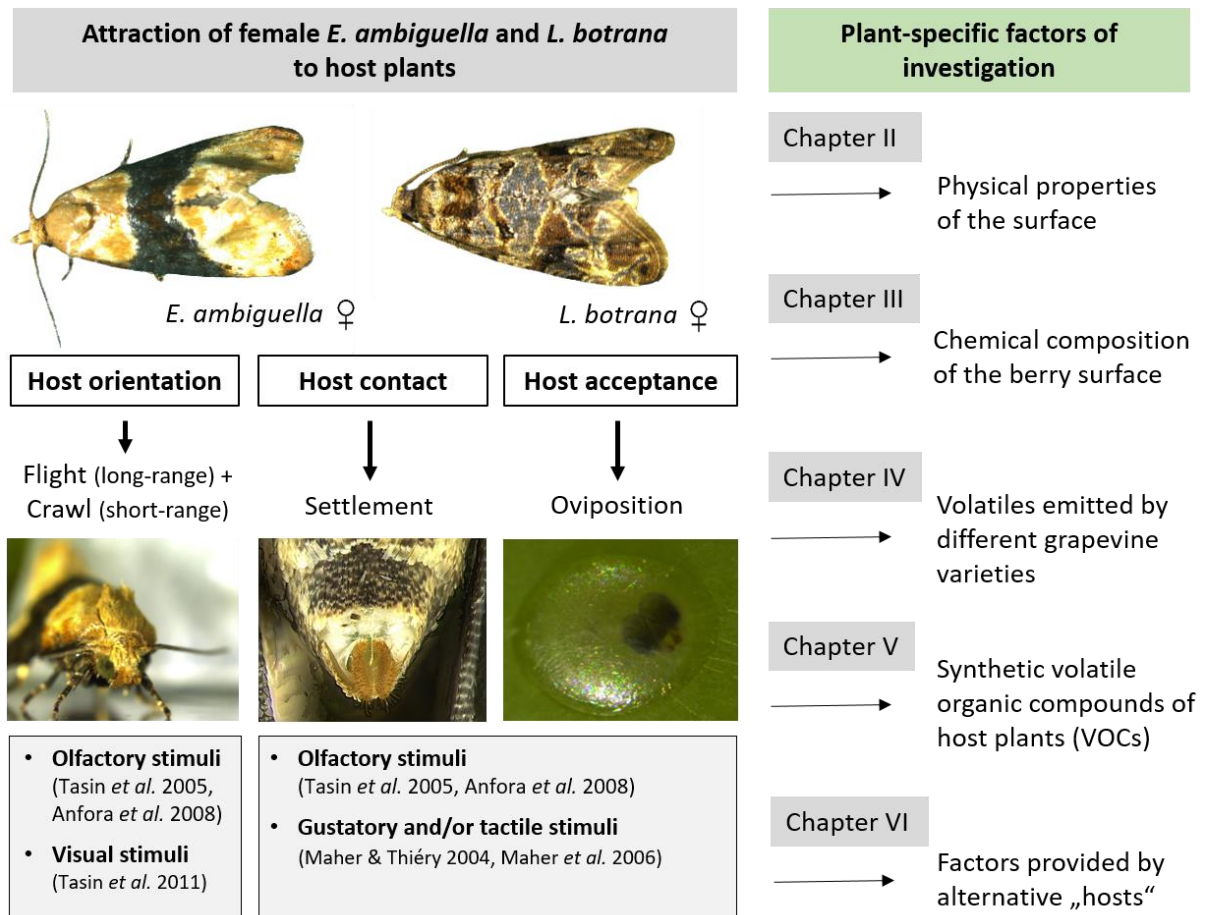 Attraction of female E. ambiguella and L. botrana
to host plants
E. ambiguella ♀
L. botrana ♀
Host orientation
Host contact
Host acceptance
Flight (long-range) +
Crawl (short-range)
Settlement
Oviposition
• Olfactory stimuli
(Tasin et al. 2005,
Anfora et al. 2008)
• Visual stimuli
(Tasin et al. 2011)
• Olfactory stimuli
(Tasin et al. 2005, Anfora et al. 2008)
• Gustatory and/or tactile stimuli
(Maher & Thiéry 2004, Maher et al. 2006)
Plant-specific factors of
investigation
Chapter II
Physical properties
of the surface
Chapter III
Chemical composition
of the berry surface
Chapter IV
Volatiles emitted by
different grapevine
varieties
Chapter V
Synthetic volatile
organic compounds of
host plants (VOCs)
Chapter VI
Factors provided by
alternative „hosts“